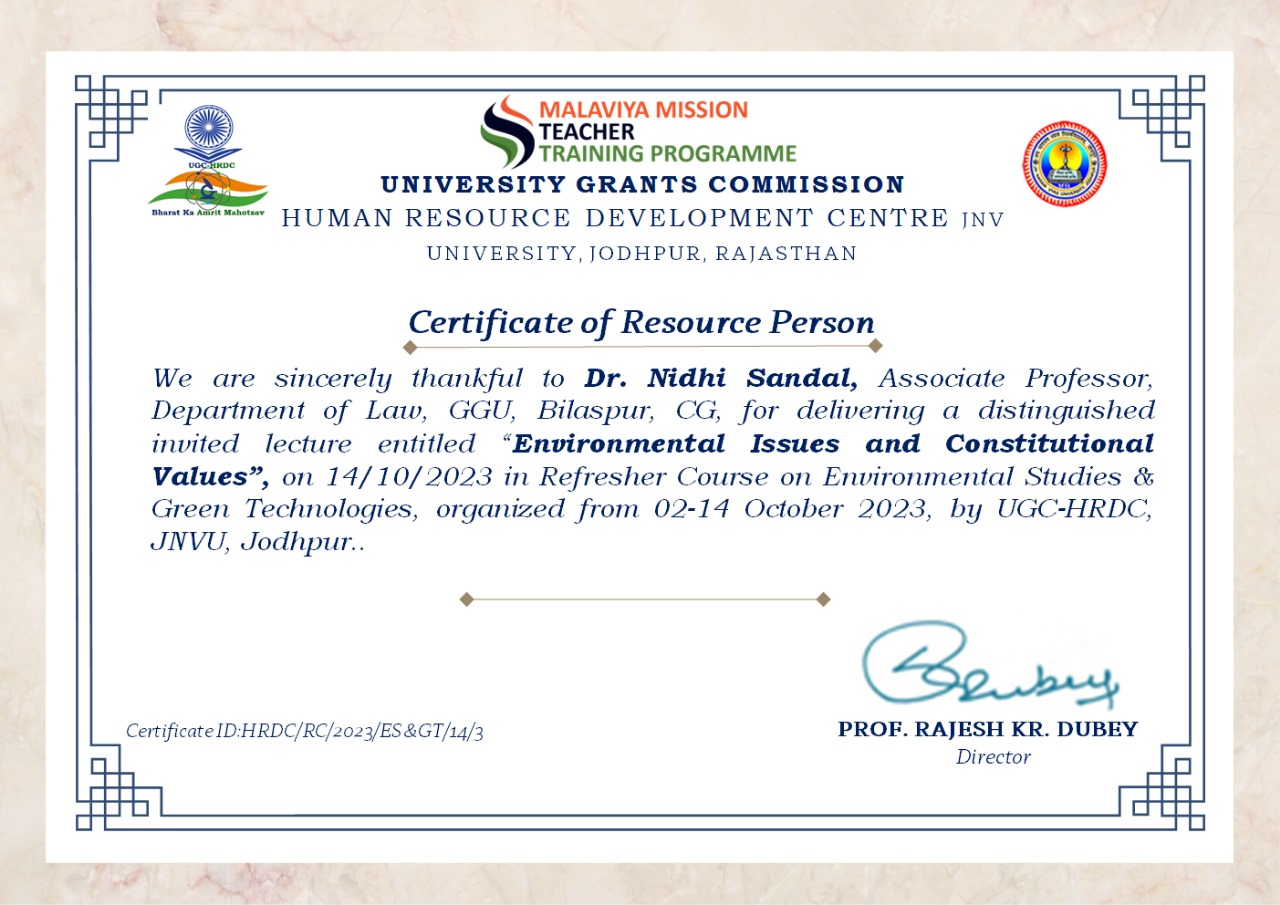 MALAVIYA MISSION
TEACHER
TRAINING PROGRAMME
UGC-HRDC
Bharat Ka Amrit Mahotsav
UNIVERSITY GRANTS COMMISSION
HUMAN RESOURCE DEVELOPMENT CENTRE JNV
UNIVERSITY, JODHPUR, RAJASTHAN
Certificate of Resource Person
We are sincerely thankful to Dr. Nidhi Sandal, Associate Professor,
Department of Law, GGU, Bilaspur, CG, for delivering a distinguished
invited lecture entitled “Environmental Issues and Constitutional
Values”, on 14/10/2023 in Refresher Course on Environmental Studies &
Green Technologies, organized from 02-14 October 2023, by UGC-HRDC,
JNVU, Jodhpur..
Certificate ID:HRDC/RC/2023/ES&GT/14/3
PROF. RAJESH KR. DUBEY
Director